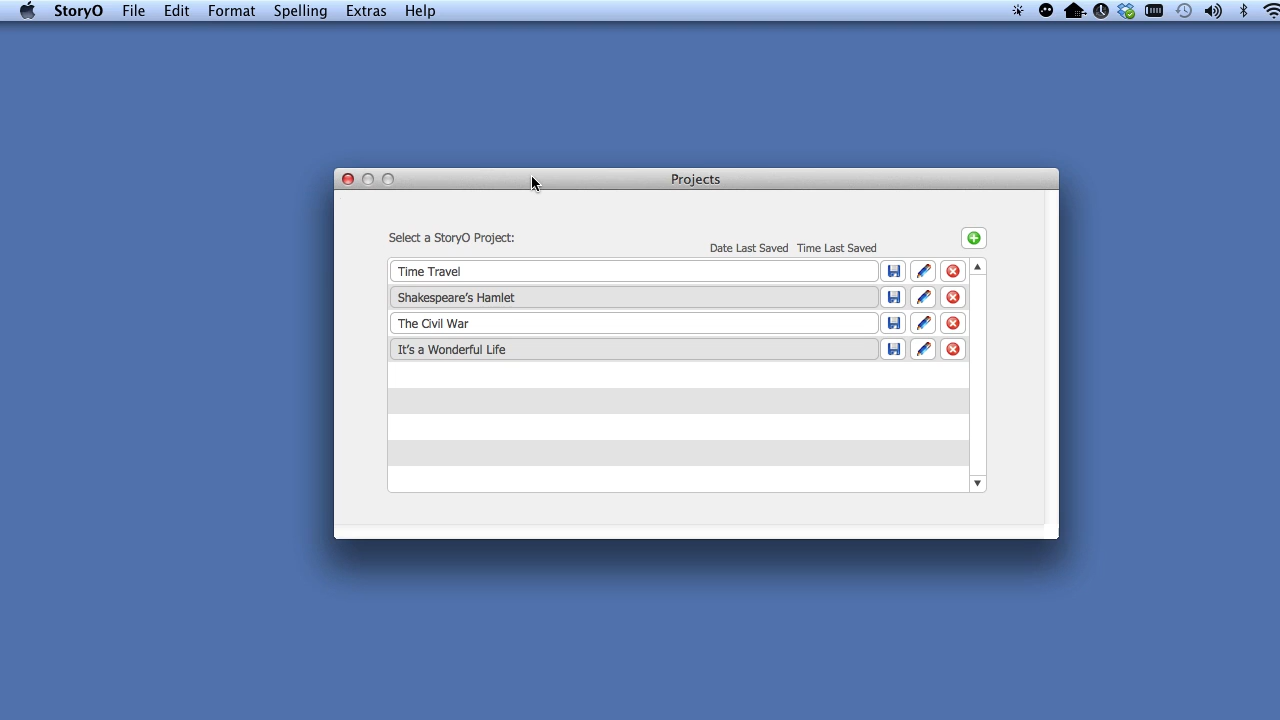 StoryO File Edit Format Spelling Extras Help
Projects
Select a StoryO Project:
Date Last Saved Time Last Saved
Time Travel
Shakespeare's Hamlet
The Civil War
It's a Wonderful Life